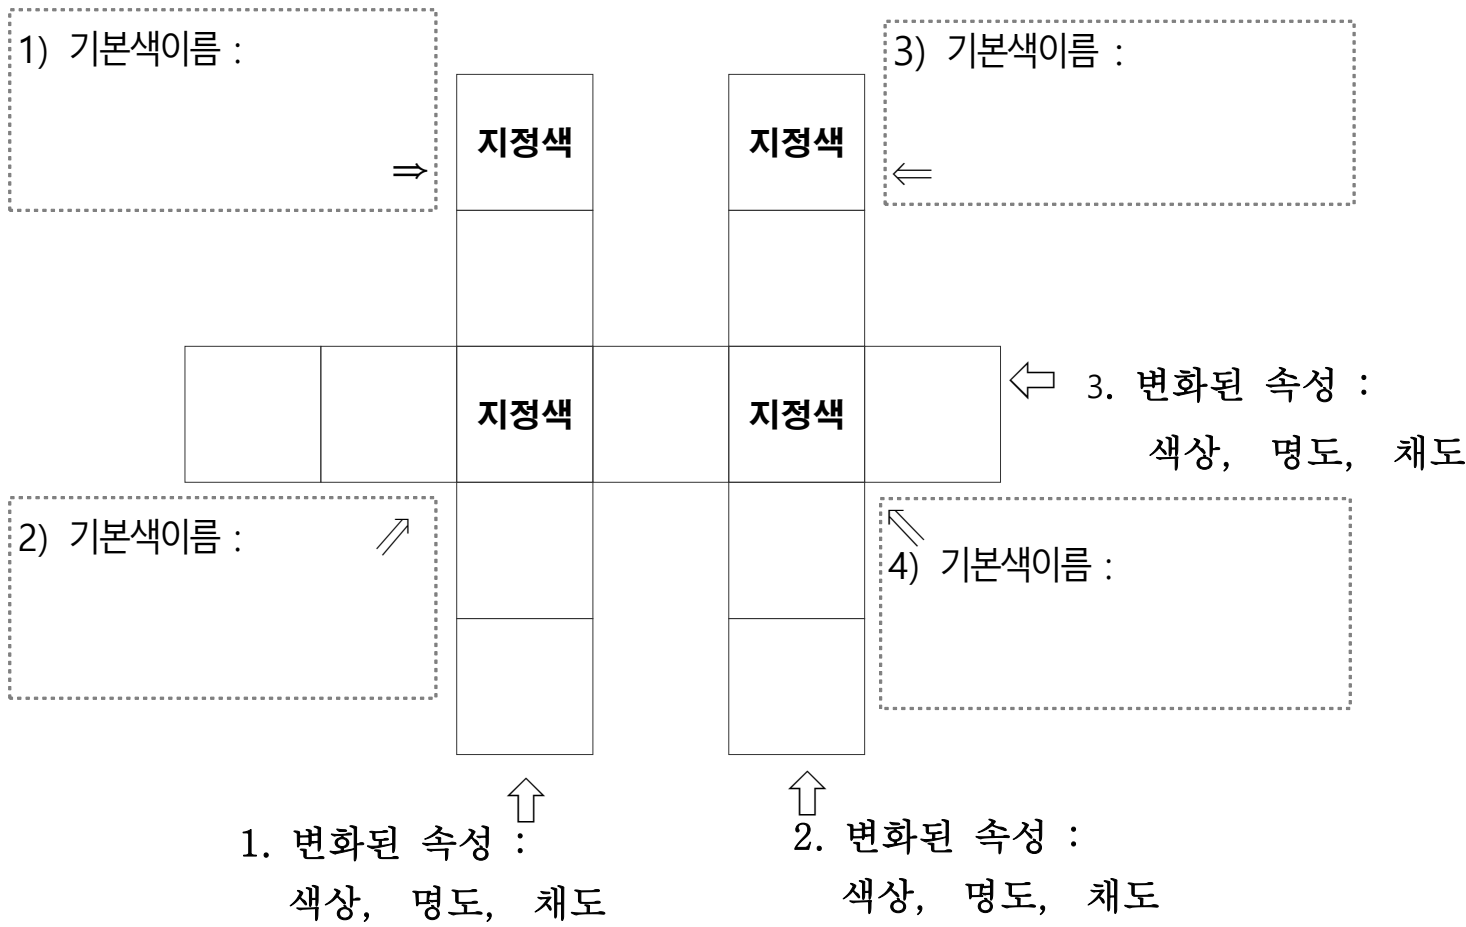 1) 기본색이름 :
3) 기본색이름 :
지정색
지정색
지정색
지정색
3. 변화된 속성 :
색상, 명도, 채도
2) 기본색이름 :
4) 기본색이름 :
1. 변화된 속성 :
색상, 명도, 채도
2. 변화된 속성 :
색상, 명도, 채도